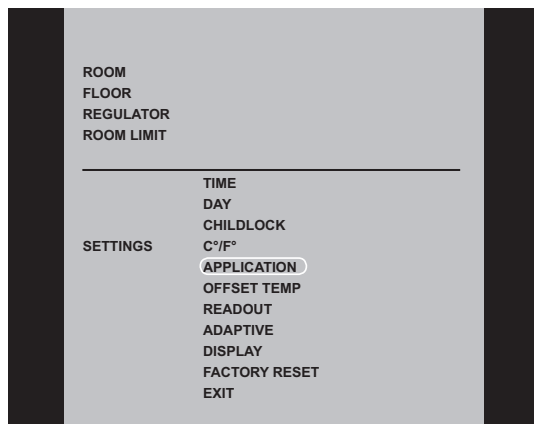 ROOM
FLOOR
REGULATOR
ROOM LIMIT
TIME
DAY
CHILDLOCK
SETTINGS C°/F°
APPLICATION
OFFSET TEMP
READOUT
ADAPTIVE
DISPLAY
FACTORY RESET
EXIT